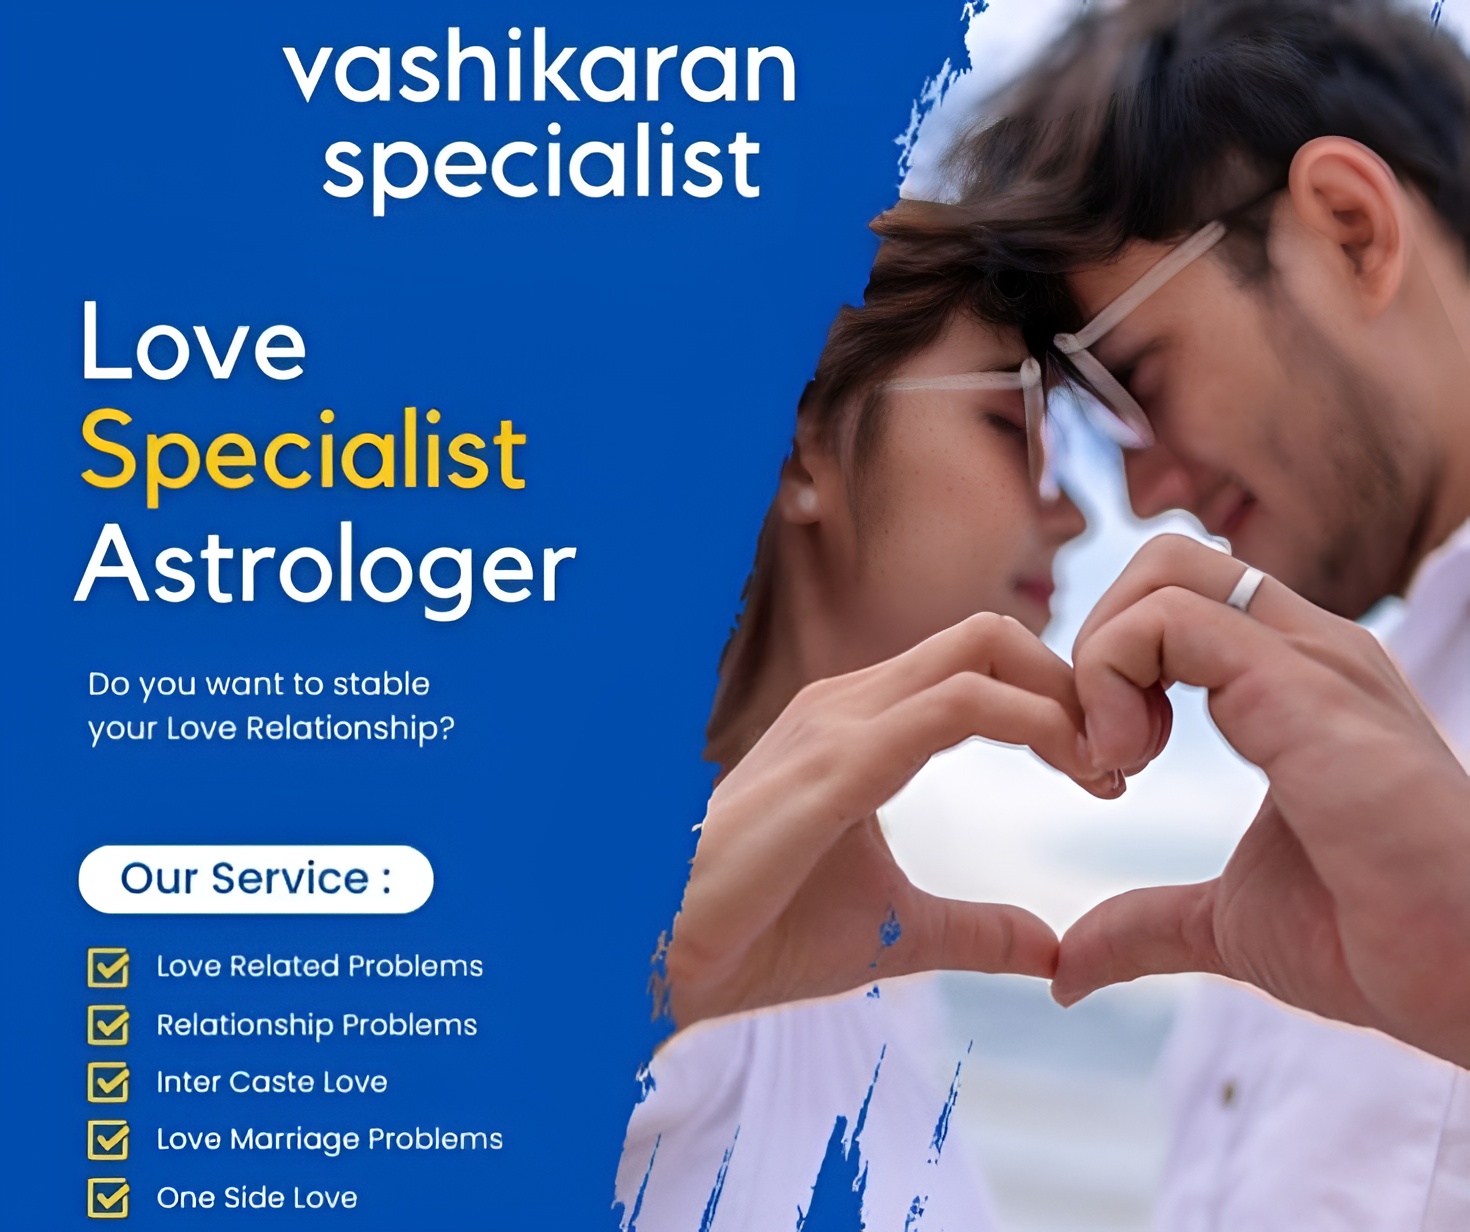 vashikaran
specialist
Love
Specialist
Astrologer
Do you want to stable
your Love Relationship?
Our Service :
Love Related Problems
Relationship Problems
Inter Caste Love
Love Marriage Problems
One Side Love